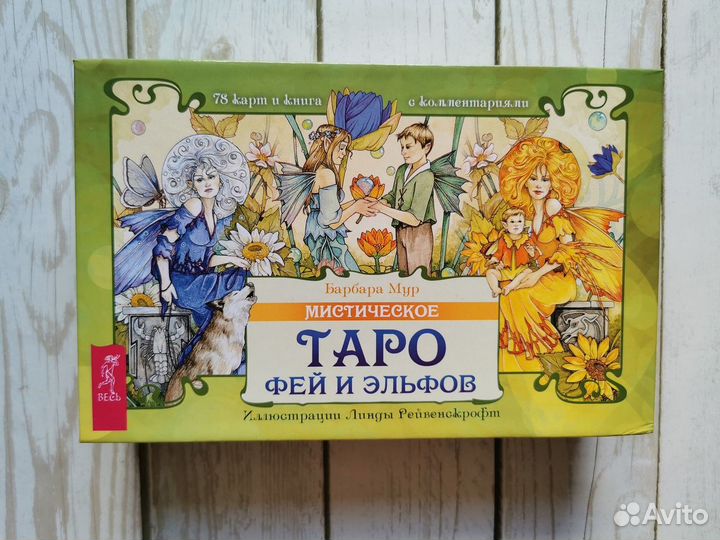 78 карт и книга с комментариями
Барбара Мур
МИСТИЧЕСКОЕ
ТАРО
ФЕЙ И ЭЛЬФОВ
Иллюстрации Линды Рейвенскрофт
ВЕСЬ
Avito